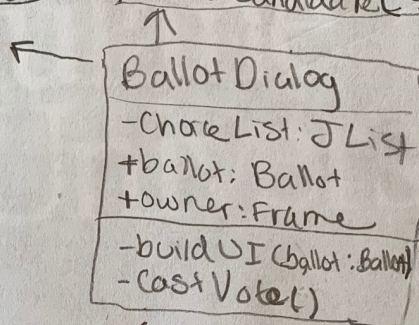 BallotDialog
-ChoiceList: JList
+ballot: Ballot
+owner: Frame
-buildUI(ballot:Ballot)
-CastVote()